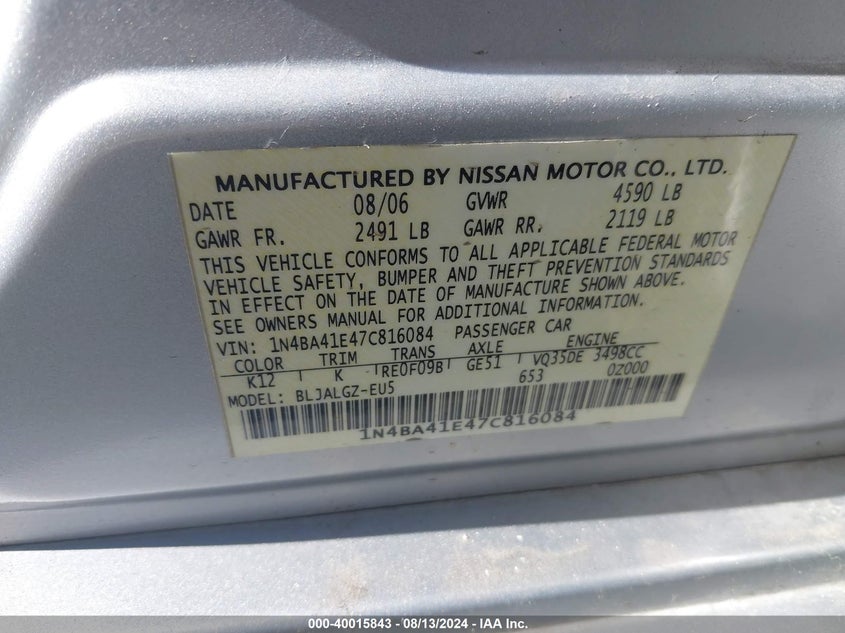 MANUFACTURED BY NISSAN MOTOR CO., LTD.
DATE 08/06 GVWR 4590 LB
GAWR FR. 2491 LB GAWR RR. 2119 LB
THIS VEHICLE CONFORMS TO ALL APPLICABLE FEDERAL MOTOR
VEHICLE SAFETY, BUMPER AND THEFT PREVENTION STANDARDS
IN EFFECT ON THE DATE OF MANUFACTURE SHOWN ABOVE.
SEE OWNERS MANUAL FOR ADDITIONAL INFORMATION.
VIN: 1N4BA41E47C816084 PASSENGER CAR
COLOR TRIM TRANS AXLE ENGINE
K12 K RE0F09B GE51 VQ35DE 3498CC
MODEL: BLJALGZ-EU5 653 0Z000
1N4BA41E47C816084
000-40015843 - 08/13/2024 - IAA Inc.